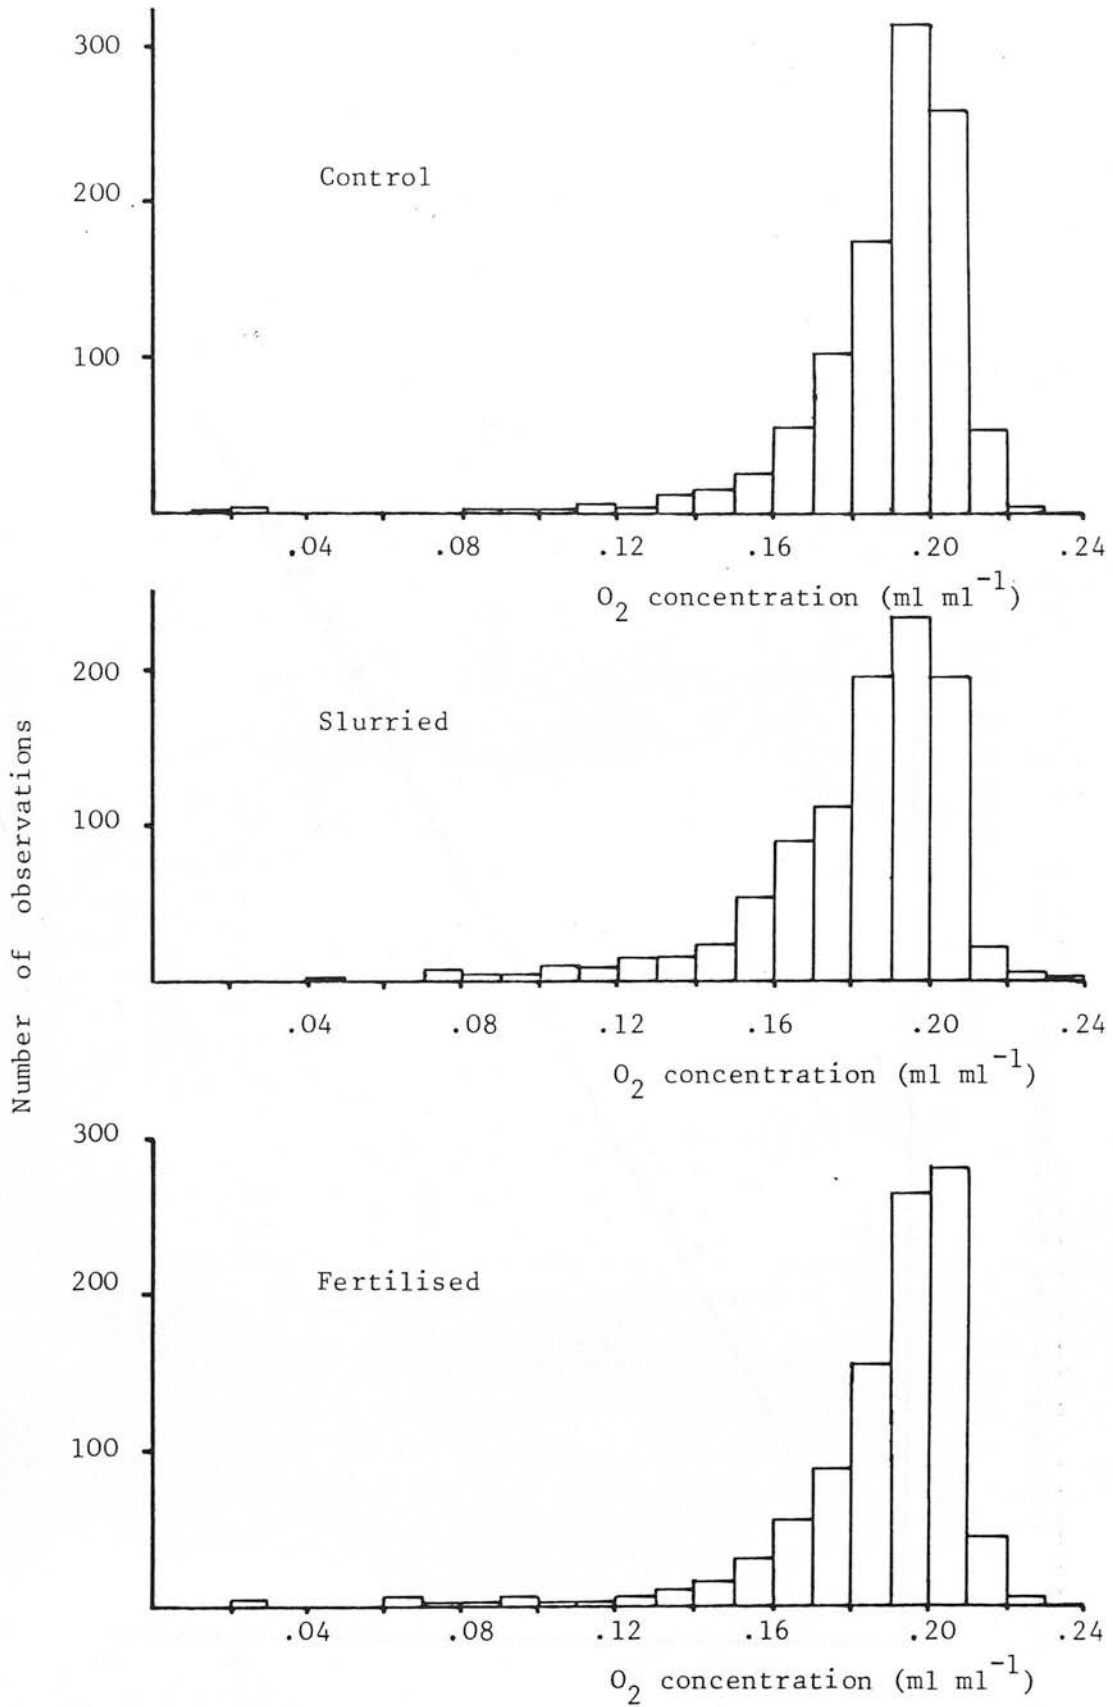 300
200
100
Control
.04 .08 .12 .16 .20 .24
O₂ concentration (ml ml⁻¹)
Number of observations
200
100
Slurried
.04 .08 .12 .16 .20 .24
O₂ concentration (ml ml⁻¹)
300
200
100
Fertilised
.04 .08 .12 .16 .20 .24
O₂ concentration (ml ml⁻¹)